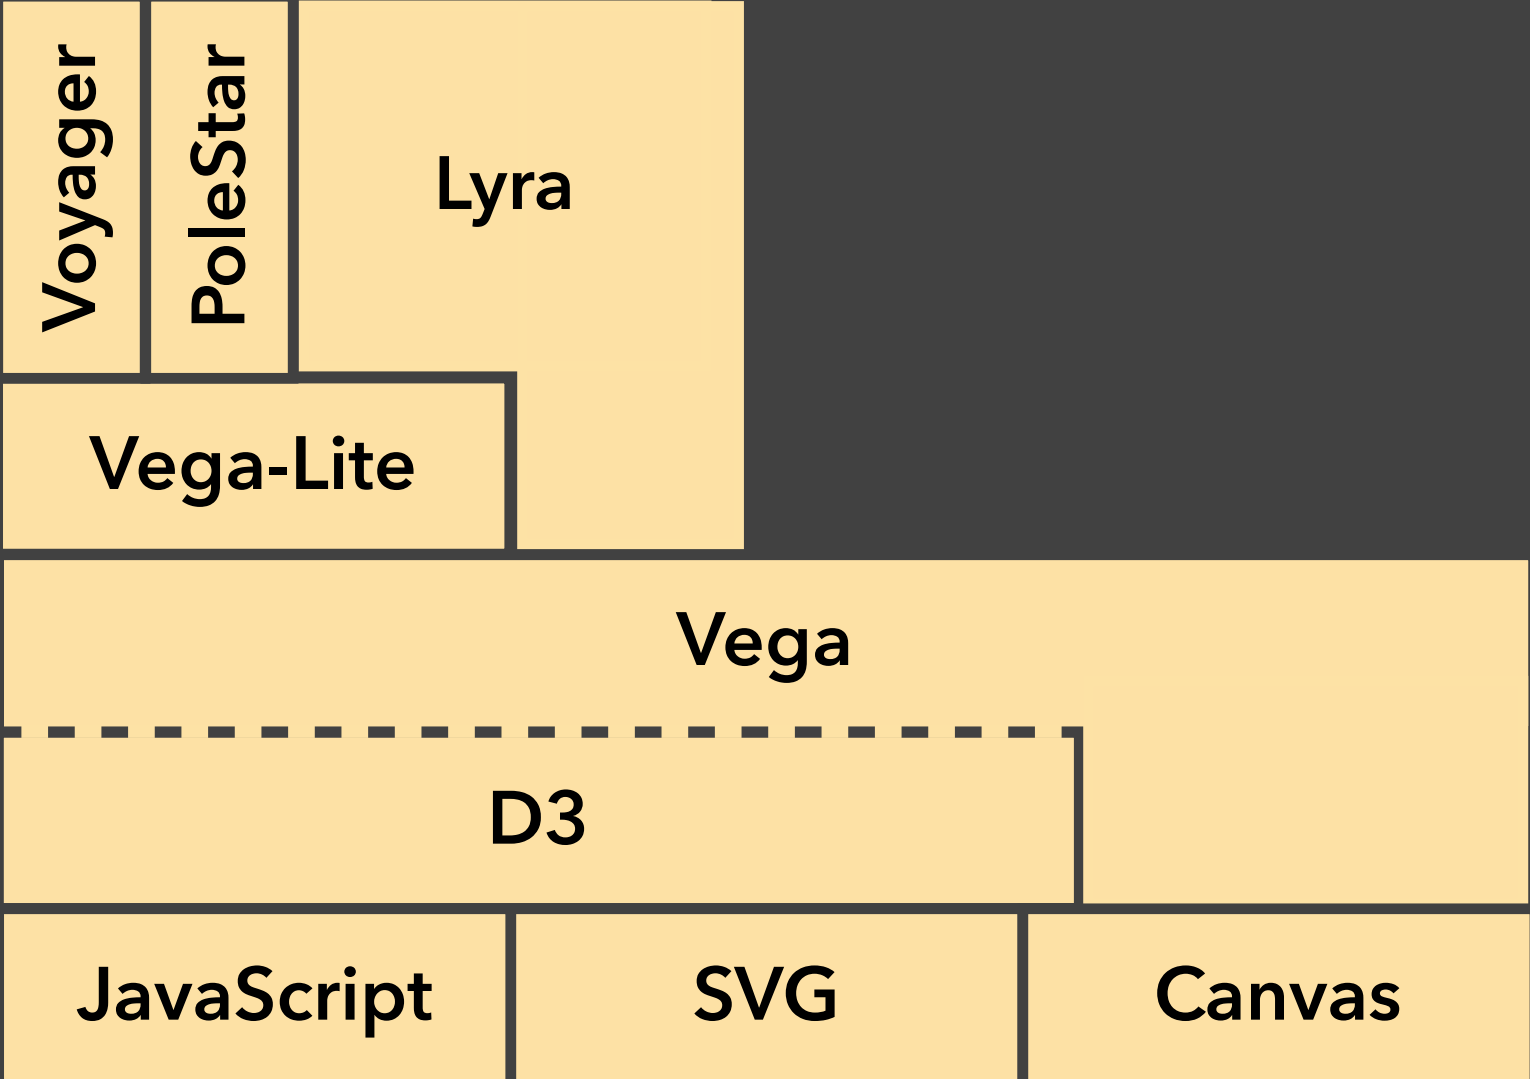 Voyager
PoleStar
Lyra
Vega-Lite
Vega
D3
JavaScript
SVG
Canvas